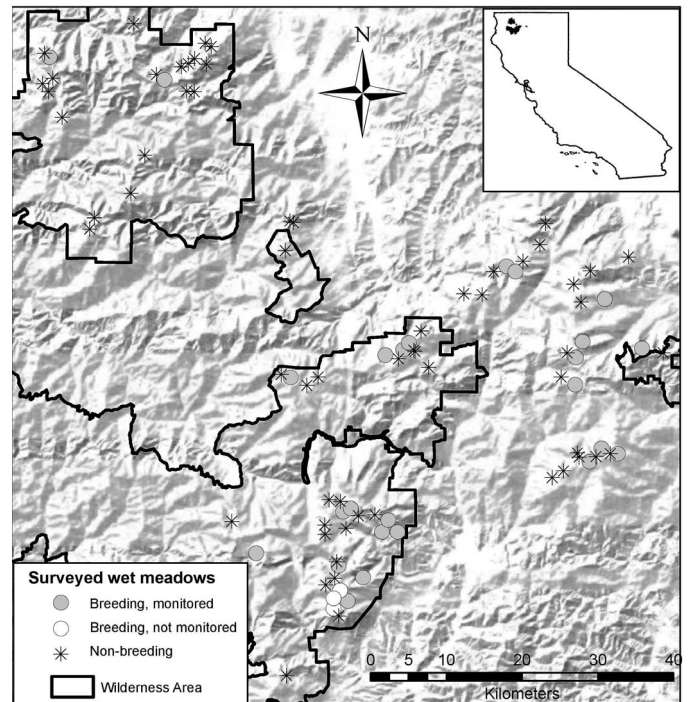 N
Surveyed wet meadows
Breeding, monitored
Breeding, not monitored
Non-breeding
Wilderness Area
0 5 10 20 30 40
Kilometers